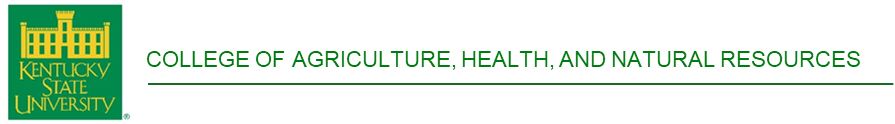 KENTUCKY
STATE
UNIVERSITY
®
COLLEGE OF AGRICULTURE, HEALTH, AND NATURAL RESOURCES